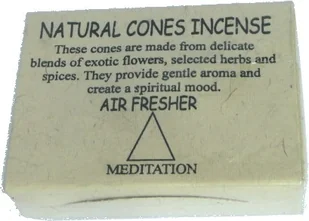 NATURAL CONES INCENSE
These cones are made from delicate
blends of exotic flowers, selected herbs and
spices. They provide gentle aroma and
create a spiritual mood.
AIR FRESHER
MEDITATION